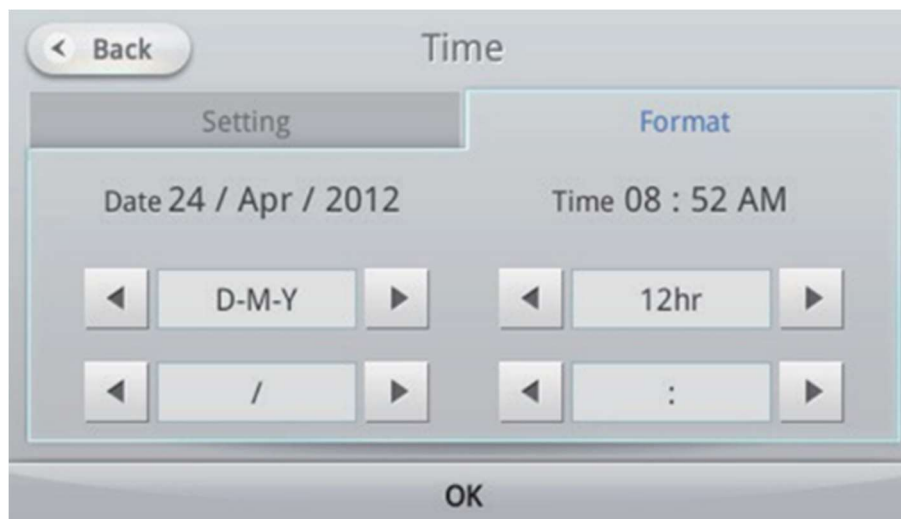 Back
Time
Setting
Format
Date 24 / Apr / 2012
Time 08 : 52 AM
D-M-Y
12hr
/
:
OK